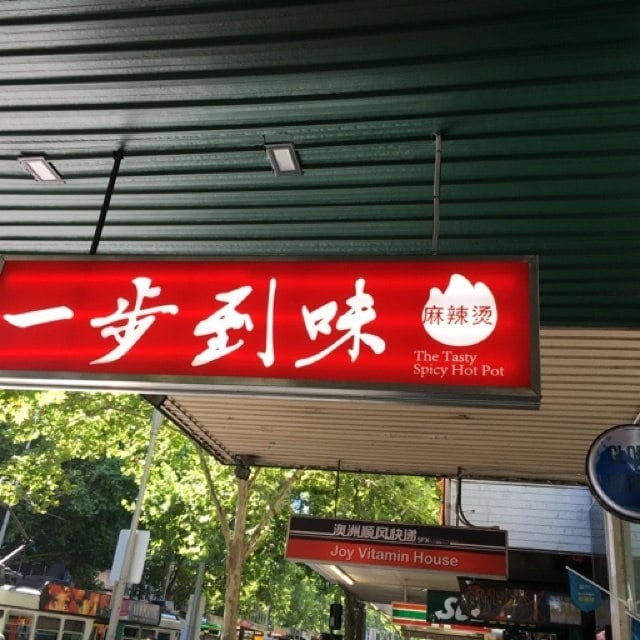 一步到味
麻辣烫
The Tasty
Spicy Hot Pot
澳洲顺风快递
Joy Vitamin House